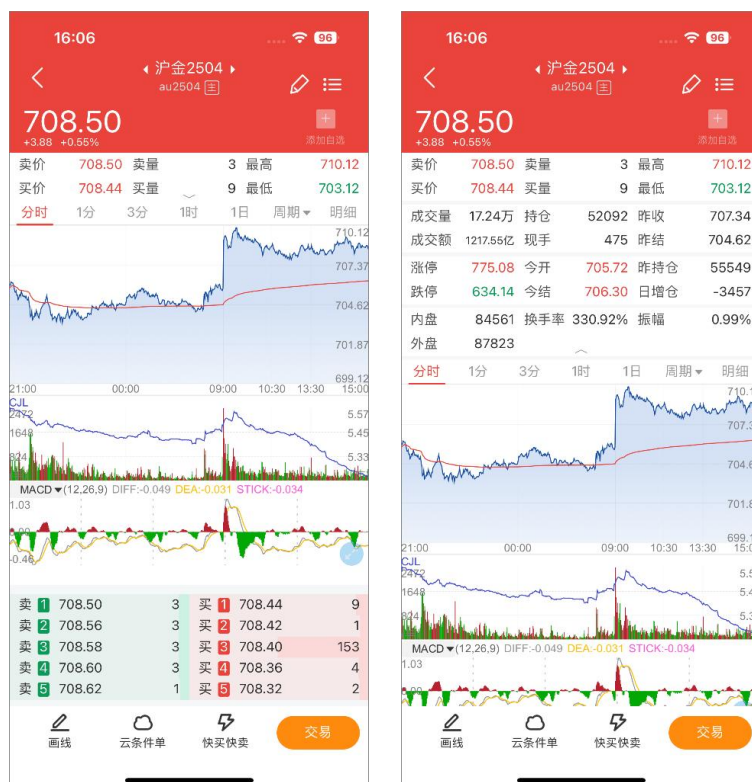 16:06
96
沪金2504
au2504 主
708.50
+3.88 +0.55%
添加自选
卖价 708.50 卖量 3 最高 710.12
买价 708.44 买量 9 最低 703.12
分时 1分 3分 1时 1日 周期 明细
710.12
707.37
704.62
701.87
699.12
21:00 00:00 09:00 10:30 13:30 15:00
CJL
2472 5.57
1648 5.45
824 5.33
MACD (12,26,9) DIFF:-0.049 DEA:-0.031 STICK:-0.034
1.03
-0.46
卖 1 708.50 3 买 1 708.44 9
卖 2 708.56 3 买 2 708.42 1
卖 3 708.58 3 买 3 708.40 153
卖 4 708.60 3 买 4 708.36 4
卖 5 708.62 1 买 5 708.32 2
画线 云条件单 快买快卖 交易
16:06
96
沪金2504
au2504 主
708.50
+3.88 +0.55%
添加自选
卖价 708.50 卖量 3 最高 710.12
买价 708.44 买量 9 最低 703.12
成交量 17.24万 持仓 52092 昨收 707.34
成交额 1217.55亿 现手 475 昨结 704.62
涨停 775.08 今开 705.72 昨持仓 55549
跌停 634.14 今结 706.30 日增仓 -3457
内盘 84561 换手率 330.92% 振幅 0.99%
外盘 87823
分时 1分 3分 1时 1日 周期 明细
21:00 00:00 09:00 10:30 13:30
CJL
2472
1648
824
MACD (12,26,9) DIFF:-0.049 DEA:-0.031 STICK:-0.034
1.03
画线 云条件单 快买快卖 交易